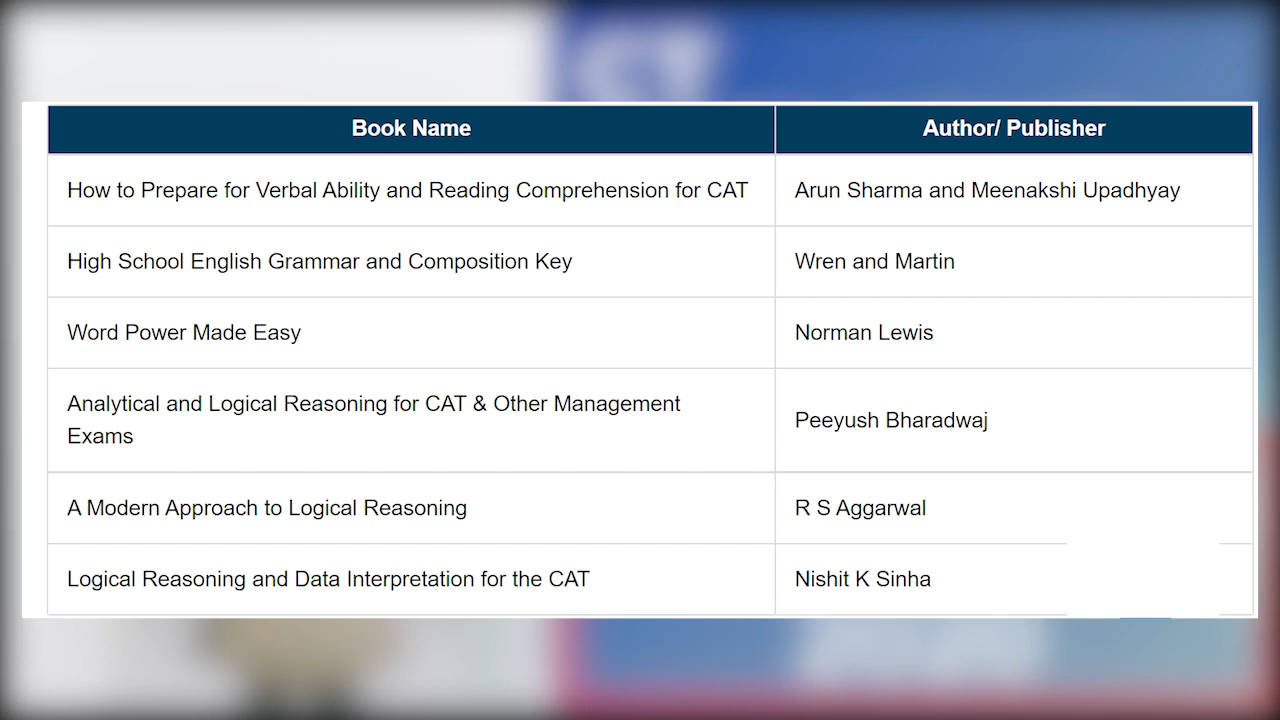 Book Name
Author/ Publisher
How to Prepare for Verbal Ability and Reading Comprehension for CAT
Arun Sharma and Meenakshi Upadhyay
High School English Grammar and Composition Key
Wren and Martin
Word Power Made Easy
Norman Lewis
Analytical and Logical Reasoning for CAT & Other Management
Exams
Peeyush Bharadwaj
A Modern Approach to Logical Reasoning
R S Aggarwal
Logical Reasoning and Data Interpretation for the CAT
Nishit K Sinha